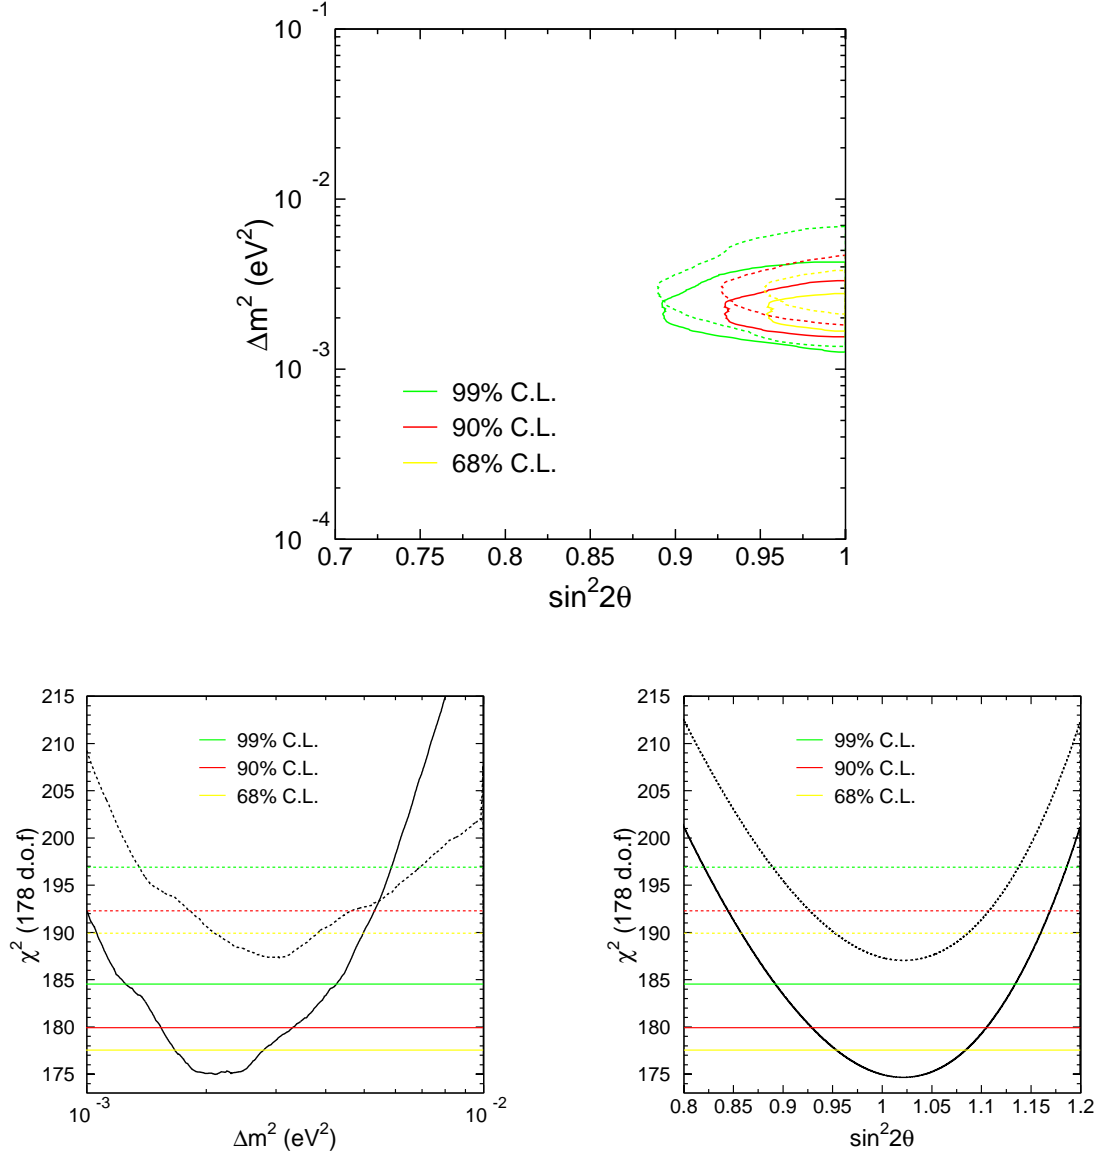 10 -1
10 -2
10 -3
10 -4
Δm² (eV²)
99% C.L.
90% C.L.
68% C.L.
0.7 0.75 0.8 0.85 0.9 0.95 1
sin²2θ
215
210
205
200
195
190
185
180
175
χ² (178 d.o.f)
99% C.L.
90% C.L.
68% C.L.
10 -3 10 -2
Δm² (eV²)
215
210
205
200
195
190
185
180
175
χ² (178 d.o.f)
99% C.L.
90% C.L.
68% C.L.
0.8 0.85 0.9 0.95 1 1.05 1.1 1.15 1.2
sin²2θ